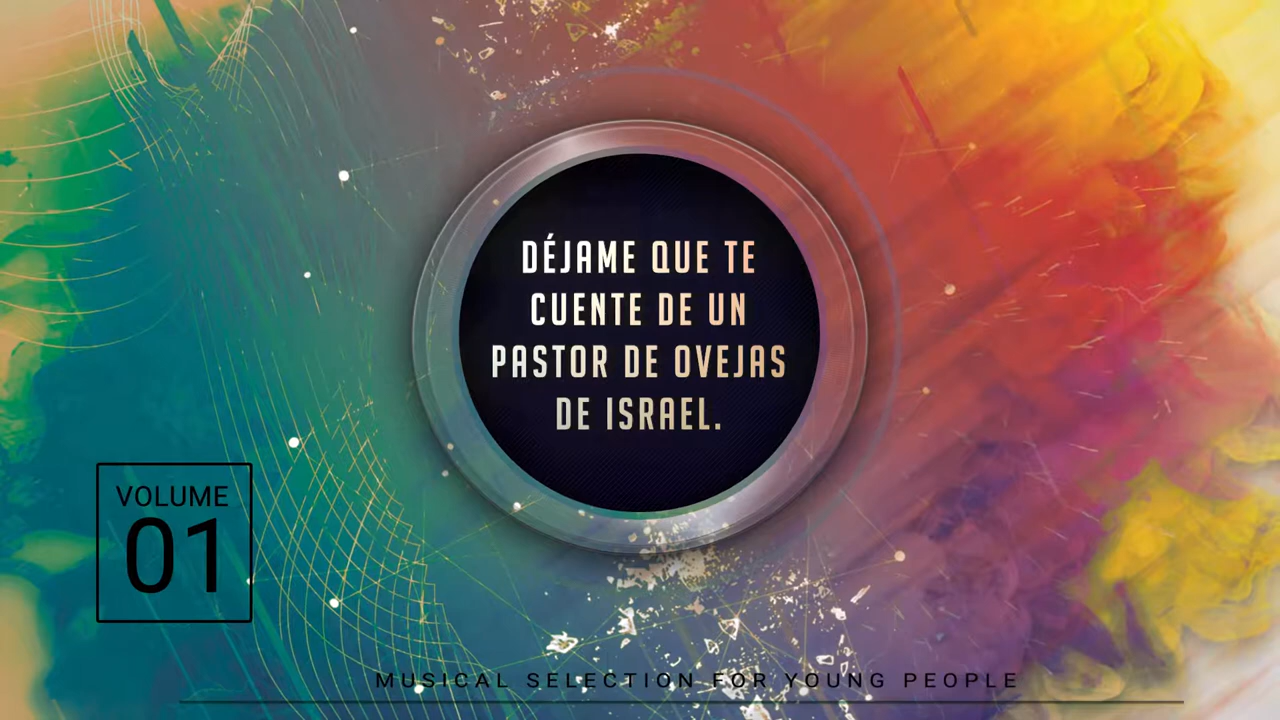 DÉJAME QUE TE
CUENTE DE UN
PASTOR DE OVEJAS
DE ISRAEL.
VOLUME
01
MUSICAL SELECTION FOR YOUNG PEOPLE